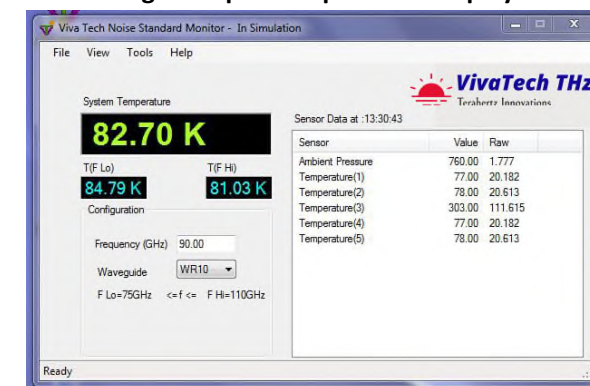 Viva Tech Noise Standard Monitor - In Simulation
File View Tools Help
VivaTech THz
Terahertz Innovations
System Temperature
82.70 K
T(F Lo) T(F Hi)
84.79 K 81.03 K
Configuration
Frequency (GHz) 90.00
Waveguide WR10
F Lo=75GHz <=f <= F Hi=110GHz
Sensor Data at :13:30:43
Sensor Value Raw
Ambient Pressure 760.00 1.777
Temperature(1) 77.00 20.182
Temperature(2) 78.00 20.613
Temperature(3) 303.00 111.615
Temperature(4) 77.00 20.182
Temperature(5) 78.00 20.613
Ready